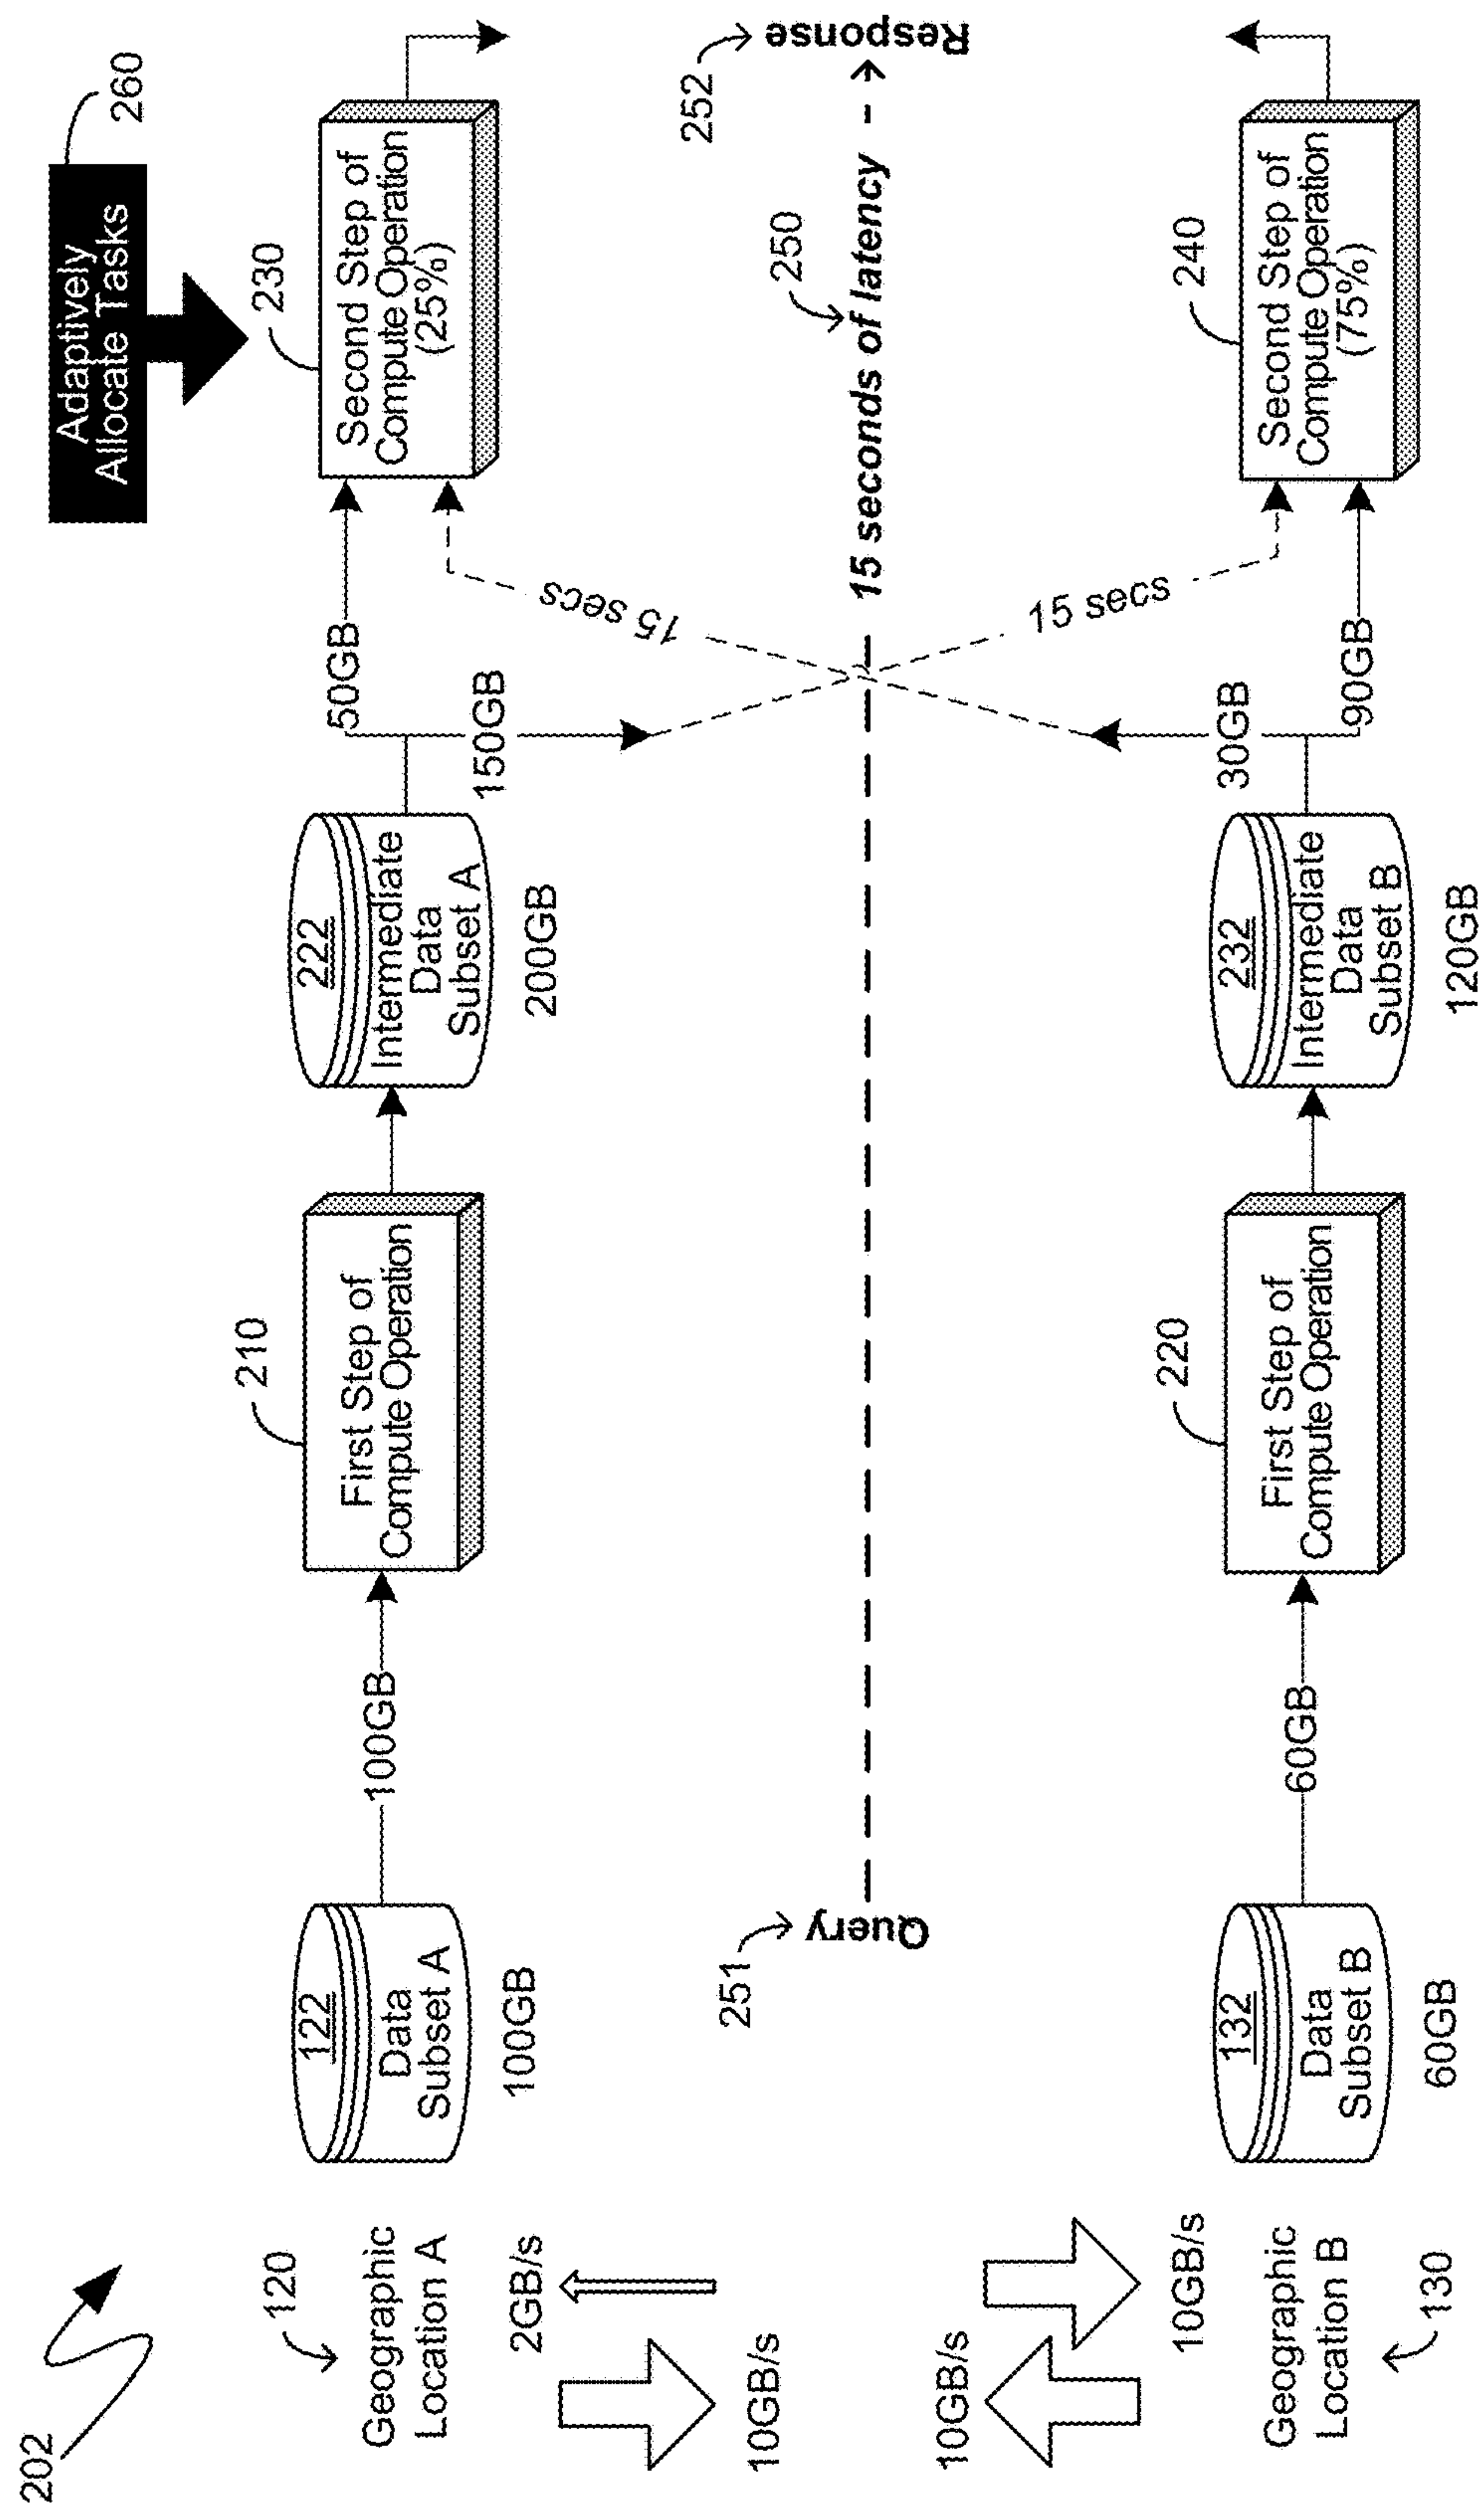 202
Adaptively
Allocate Tasks
260
120
Geographic
Location A
2GB/s
10GB/s
122
Data
Subset A
100GB
100GB
210
First Step of
Compute Operation
222
Intermediate
Data
Subset A
200GB
50GB
150GB
230
Second Step of
Compute Operation
(25%)
15 secs
251
Query
250
15 seconds of latency
252
Response
10GB/s
10GB/s
Geographic
Location B
130
132
Data
Subset B
60GB
60GB
220
First Step of
Compute Operation
232
Intermediate
Data
Subset B
120GB
30GB
90GB
15 secs
240
Second Step of
Compute Operation
(75%)